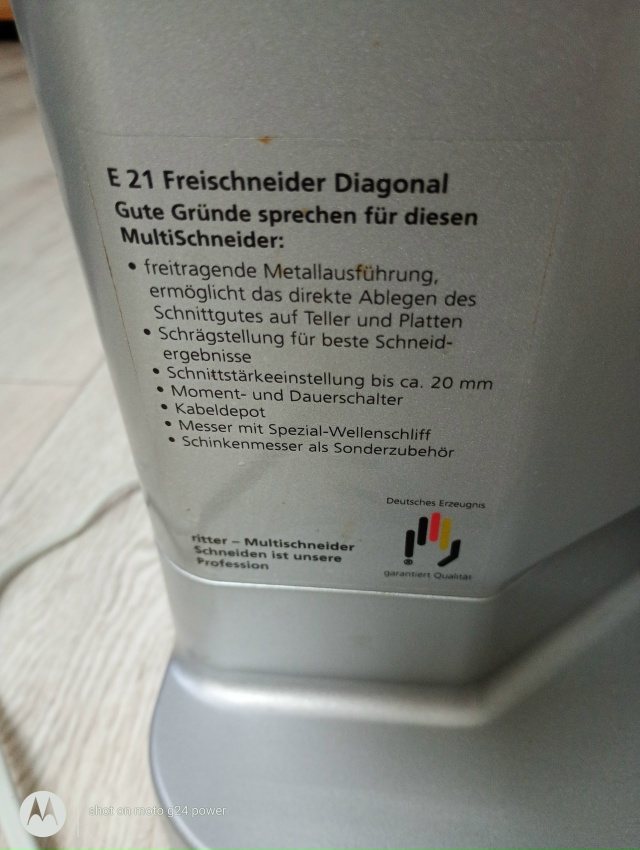 E 21 Freischneider Diagonal
Gute Gründe sprechen für diesen
MultiSchneider:
• freitragende Metallausführung,
ermöglicht das direkte Ablegen des
Schnittgutes auf Teller und Platten
• Schrägstellung für beste Schneid-
ergebnisse
• Schnittstärkeeinstellung bis ca. 20 mm
• Moment- und Dauerschalter
• Kabeldepot
• Messer mit Spezial-Wellenschliff
• Schinkenmesser als Sonderzubehör
ritter – Multischneider
Schneiden ist unsere
Profession
Deutsches Erzeugnis
®
garantiert Qualität
shot on moto g24 power